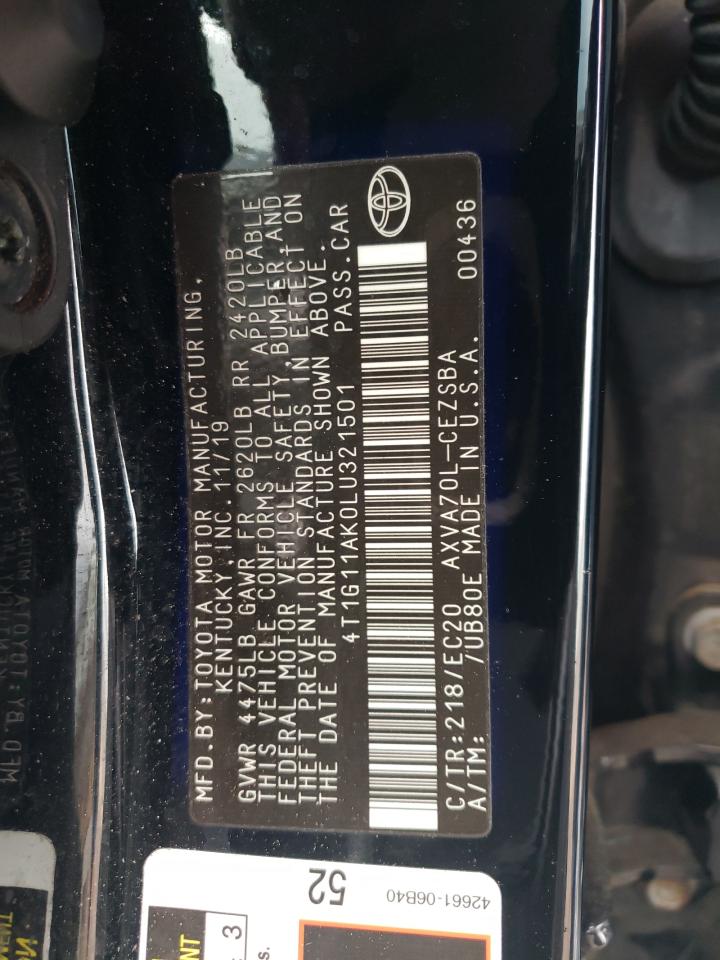 MFD.BY:TOYOTA MOTOR MANUFACTURING,
KENTUCKY,INC. 11/19
GVWR 4475LB GAWR FR 2620LB RR 2420LB
THIS VEHICLE CONFORMS TO ALL APPLICABLE
FEDERAL MOTOR VEHICLE SAFETY,BUMPER,AND
THEFT PREVENTION STANDARDS IN EFFECT ON
THE DATE OF MANUFACTURE SHOWN ABOVE.
4T1G11AK0LU321501 PASS.CAR
C/TR:218/EC20 AXVA70L-CEZSBA
A/TM: /UB80E MADE IN U.S.A. 00436
52
42661-06B40
NT
3
s.